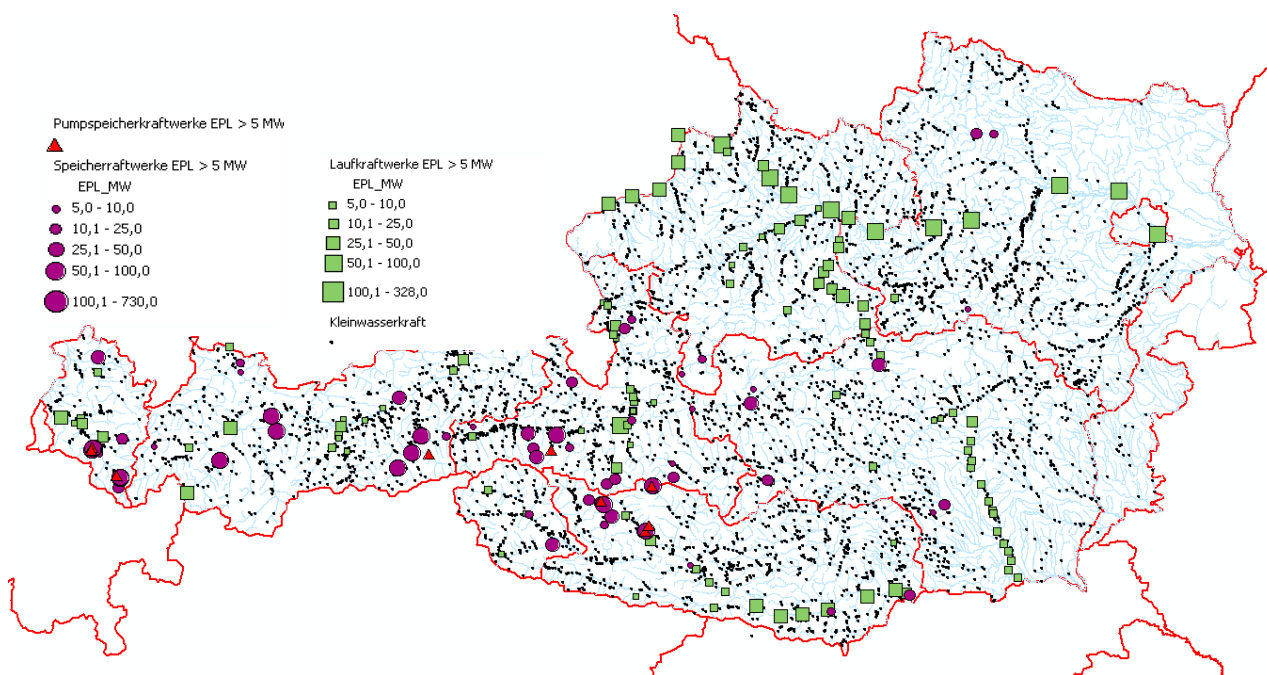 Pumpspeicherkraftwerke EPL > 5 MW
Speicherraftwerke EPL > 5 MW
EPL_MW
5,0 - 10,0
10,1 - 25,0
25,1 - 50,0
50,1 - 100,0
100,1 - 730,0
Laufkraftwerke EPL > 5 MW
EPL_MW
5,0 - 10,0
10,1 - 25,0
25,1 - 50,0
50,1 - 100,0
100,1 - 328,0
Kleinwasserkraft